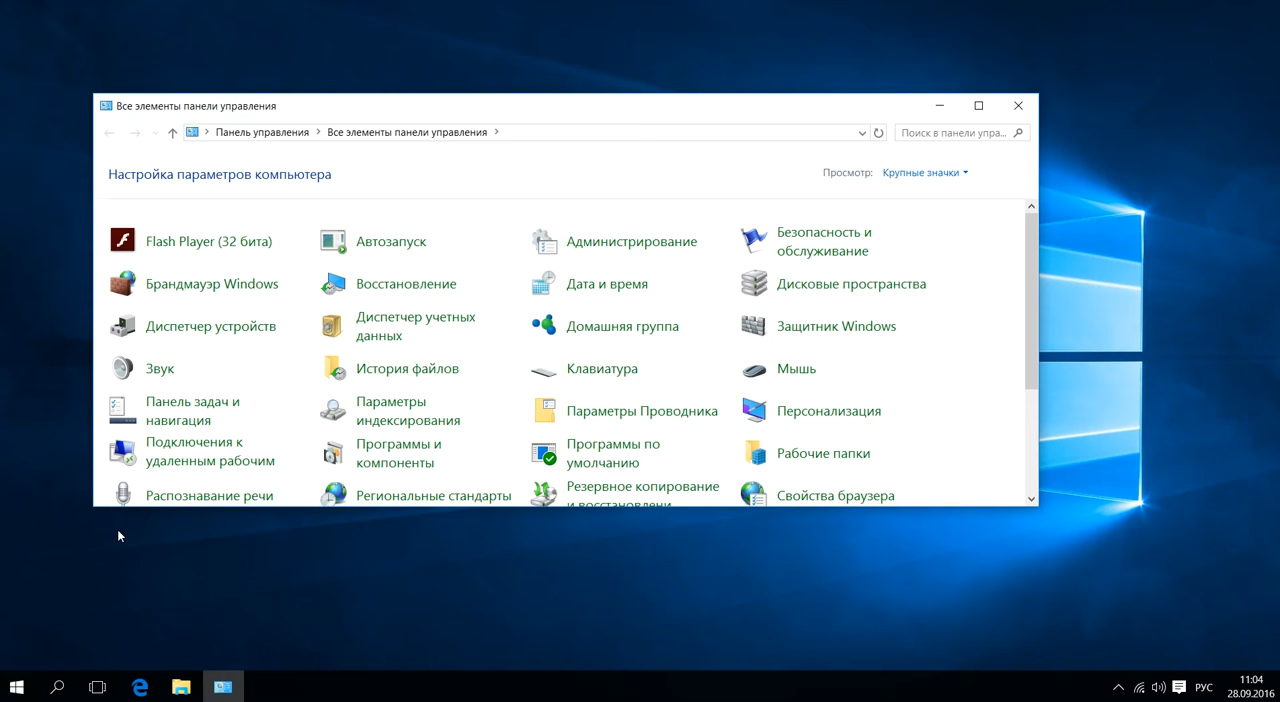 Все элементы панели управления
Панель управления
Все элементы панели управления
Поиск в панели упра...
Настройка параметров компьютера
Просмотр:
Крупные значки
Flash Player (32 бита)
Автозапуск
Администрирование
Безопасность и
обслуживание
Брандмауэр Windows
Восстановление
Дата и время
Дисковые пространства
Диспетчер устройств
Диспетчер учетных
данных
Домашняя группа
Защитник Windows
Звук
История файлов
Клавиатура
Мышь
Панель задач и
навигация
Параметры
индексирования
Параметры Проводника
Персонализация
Подключения к
удаленным рабочим
Программы и
компоненты
Программы по
умолчанию
Рабочие папки
Распознавание речи
Региональные стандарты
Резервное копирование
и восстановлени
Свойства браузера
РУС
11:04
28.09.2016